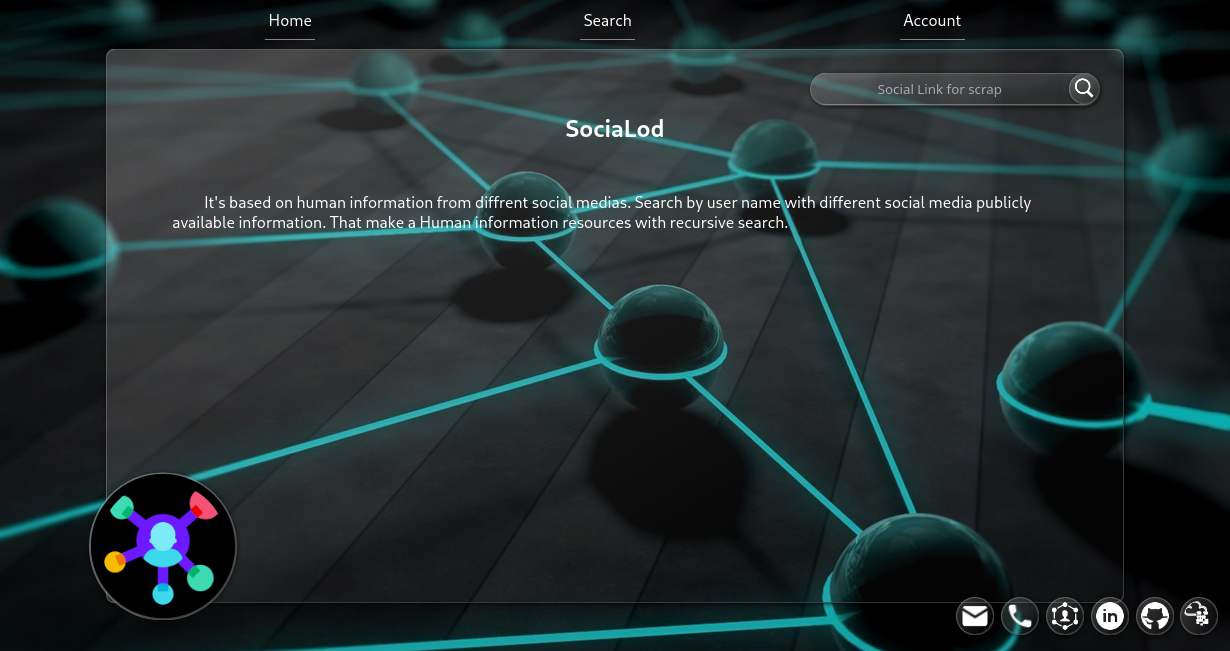 Home
Search
Account
Social Link for scrap
SociaLod
It's based on human information from diffrent social medias. Search by user name with different social media publicly
available information. That make a Human information resources with recursive search.
in